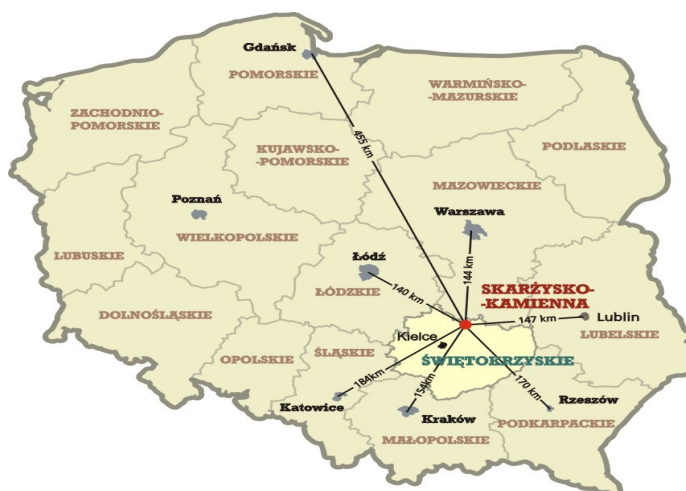 Gdańsk
POMORSKIE
WARMIŃSKO-
-MAZURSKIE
ZACHODNIO-
POMORSKIE
455 km
KUJAWSKO-
-POMORSKIE
PODLASKIE
MAZOWIECKIE
Poznań
Warszawa
WIELKOPOLSKIE
LUBUSKIE
Łódź
144 km
140 km
ŁÓDZKIE
SKARŻYSKO-
-KAMIENNA
DOLNOŚLĄSKIE
147 km
Lublin
LUBELSKIE
Kielce
OPOLSKIE
ŚLĄSKIE
ŚWIĘTOKRZYSKIE
184km
154km
170 km
Katowice
Kraków
Rzeszów
MAŁOPOLSKIE
PODKARPACKIE